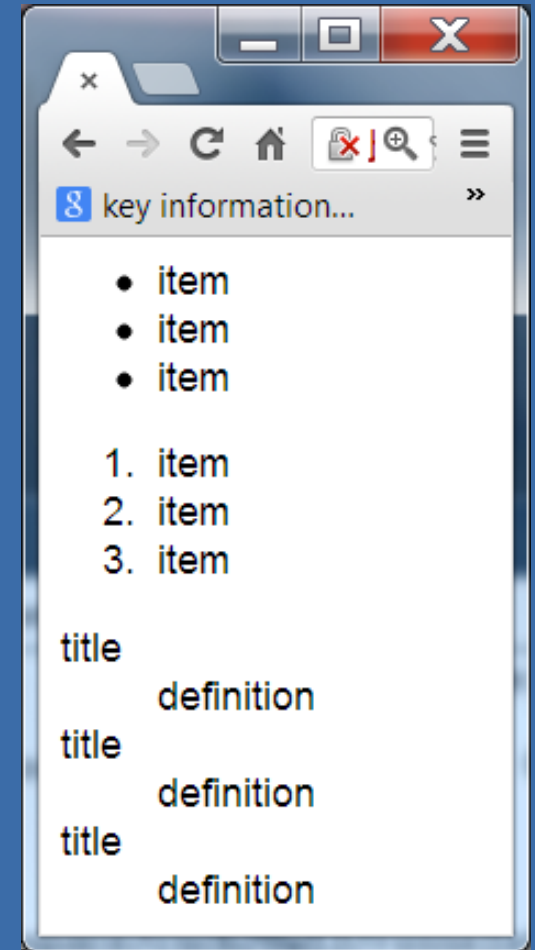 key information...
• item
• item
• item
1. item
2. item
3. item
title
definition
title
definition
title
definition